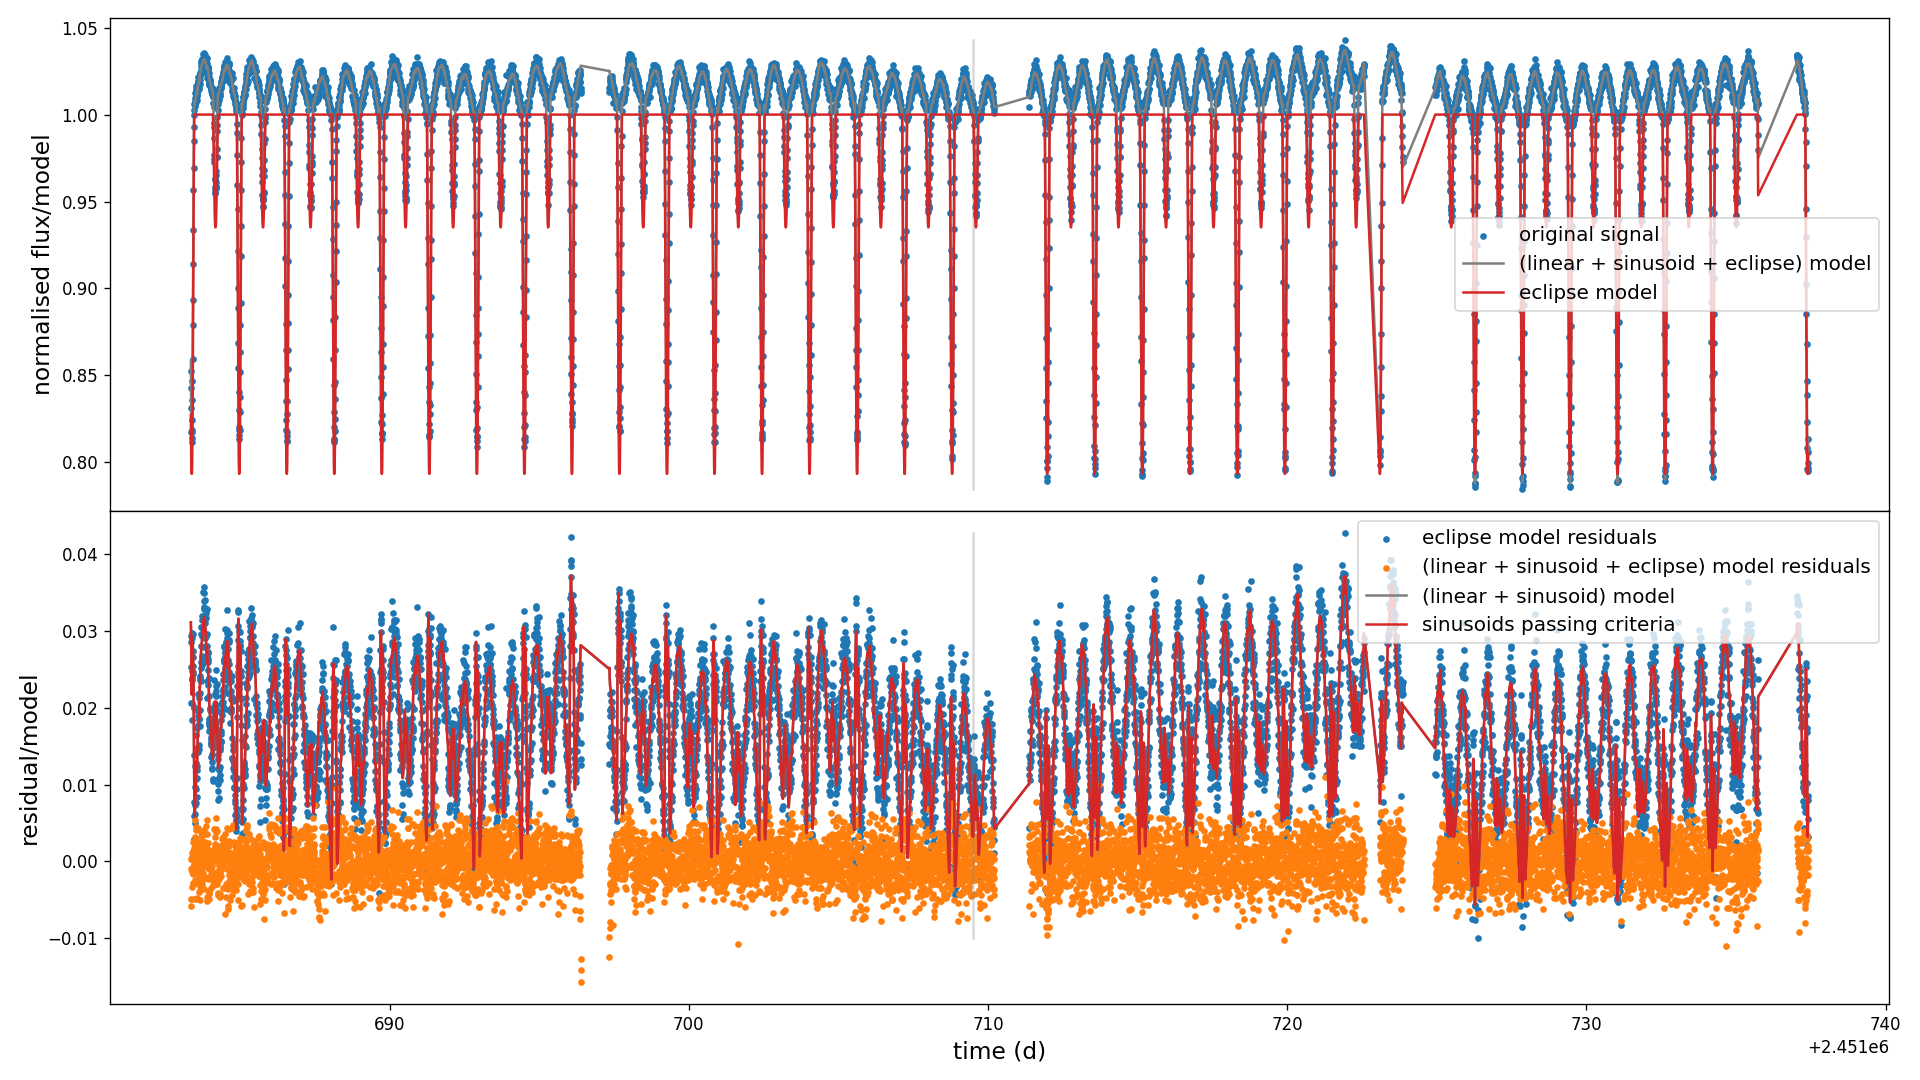 1.05
1.00
0.95
0.90
0.85
0.80
normalised flux/model
original signal
(linear + sinusoid + eclipse) model
eclipse model
0.04
0.03
0.02
0.01
0.00
−0.01
residual/model
eclipse model residuals
(linear + sinusoid + eclipse) model residuals
(linear + sinusoid) model
sinusoids passing criteria
690
700
710
720
730
740
+2.451e6
time (d)